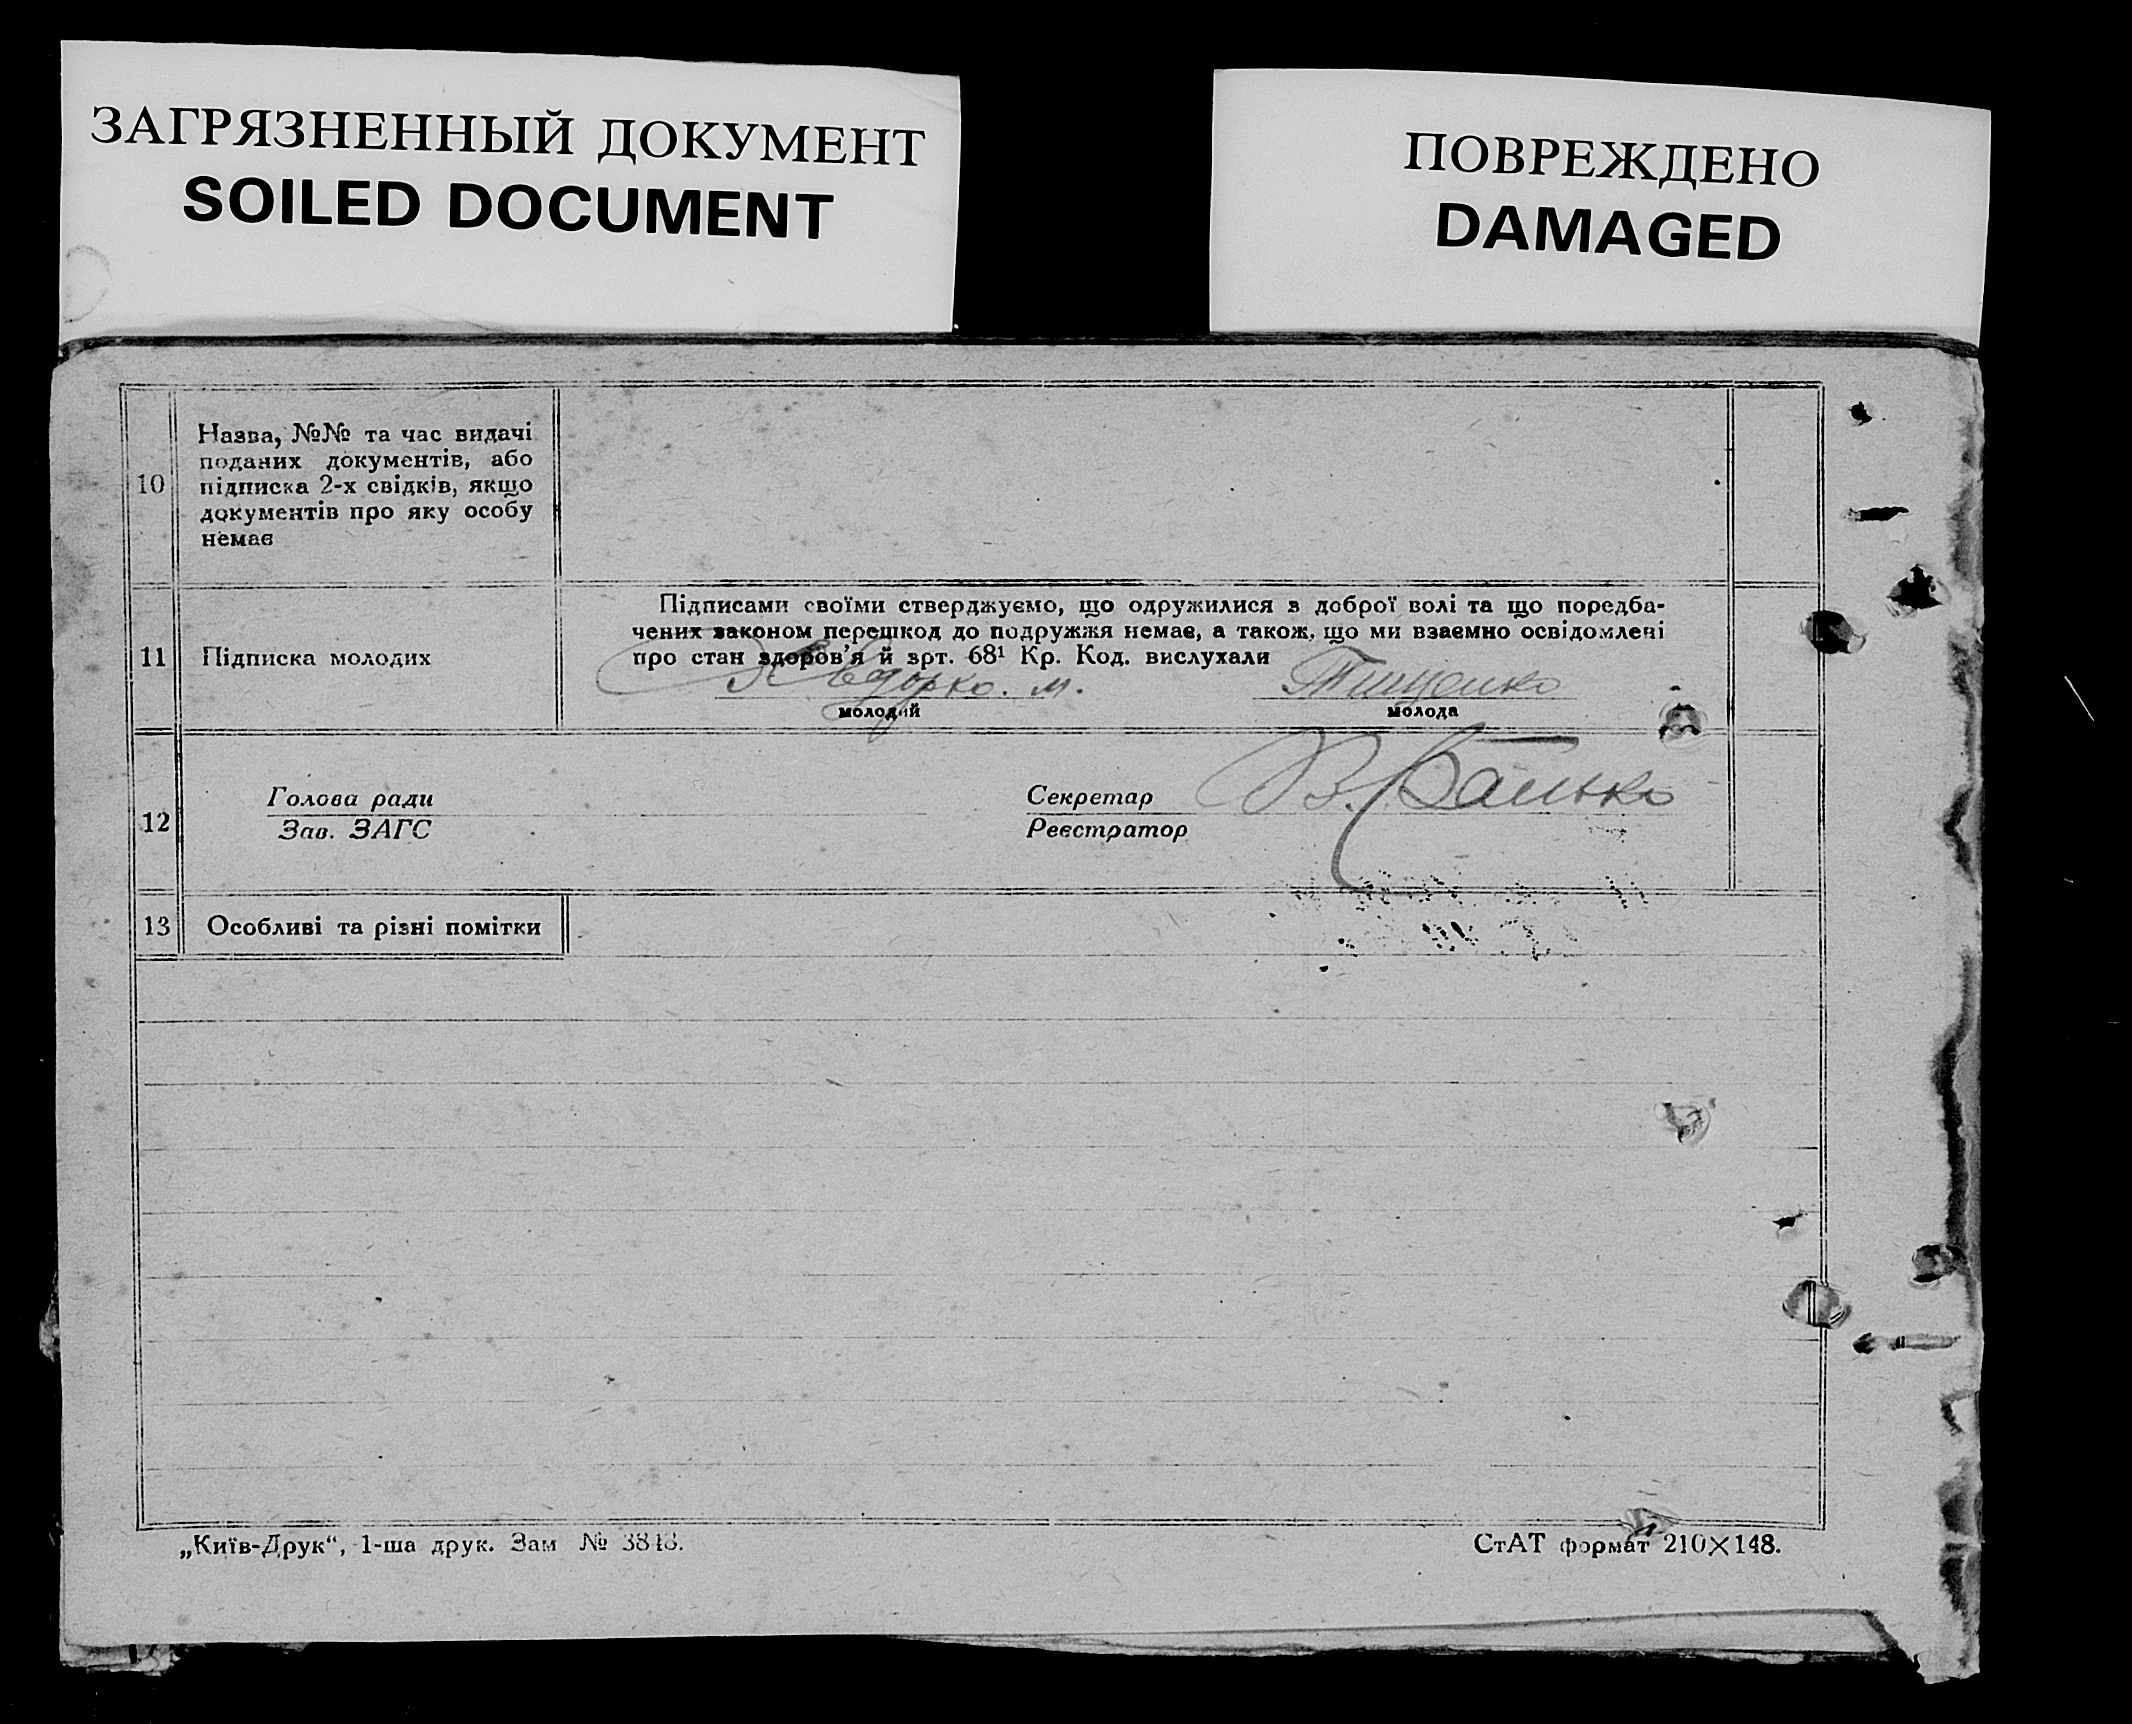 ЗАГРЯЗНЕННЫЙ ДОКУМЕНТ
SOILED DOCUMENT
ПОВРЕЖДЕНО
DAMAGED
10
Назва, №№ та час видачі
поданих документів, або
підписка 2-х свідків, якщо
документів про яку особу
немає
11
Підписка молодих
Підписами своїми стверджуємо, що одружилися з доброї волі та що поредба-
чених законом перешкод до подружжя немає, а також, що ми взаємно освідомлені
про стан здоров’я й зрт. 68¹ Кр. Код. вислухали
м.
Тищенко
молодий
молода
12
Голова ради
Зав. ЗАГС
Секретар
Реєстратор
В.
13
Особливі та різні помітки
„Київ-Друк“, 1-ша друк. Зам № 3848.
СтАТ формат 210×148.